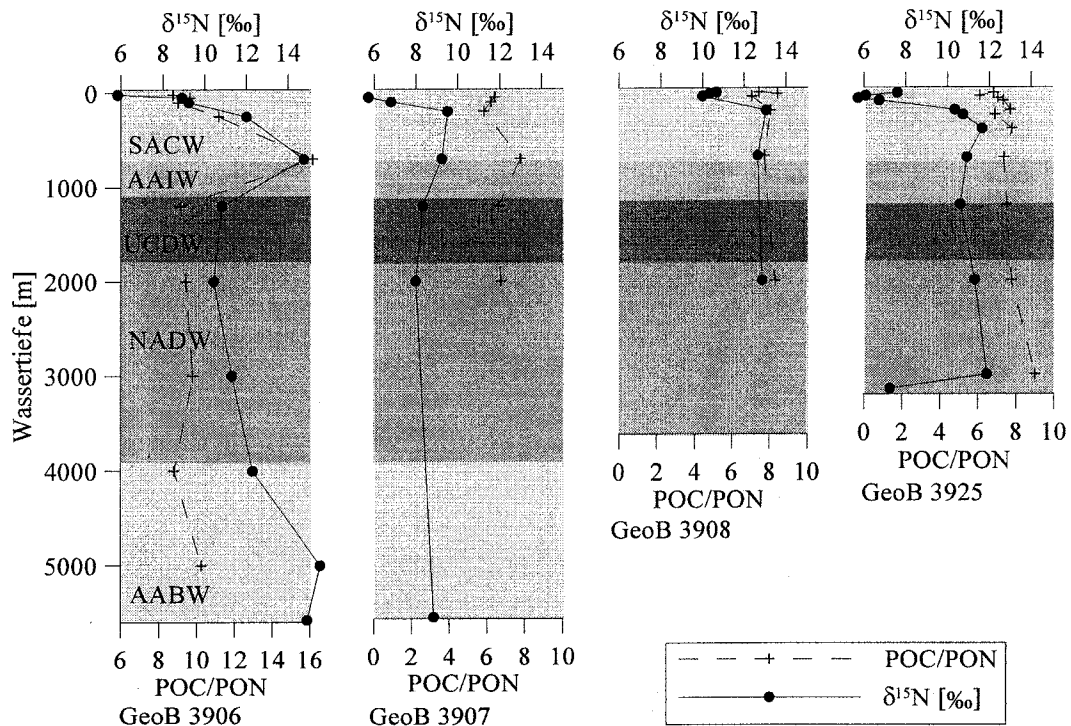 δ¹⁵N [‰] δ¹⁵N [‰] δ¹⁵N [‰] δ¹⁵N [‰]
6 8 10 12 14 6 8 10 12 14 6 8 10 12 14 6 8 10 12 14
0
SACW
AAIW
1000
UCDW
2000
NADW
3000
4000
5000
AABW
Wassertiefe [m]
6 8 10 12 14 16
POC/PON
GeoB 3906
0 2 4 6 8 10
POC/PON
GeoB 3907
0 2 4 6 8 10
POC/PON
GeoB 3908
0 2 4 6 8 10
POC/PON
GeoB 3925
POC/PON
δ¹⁵N [‰]